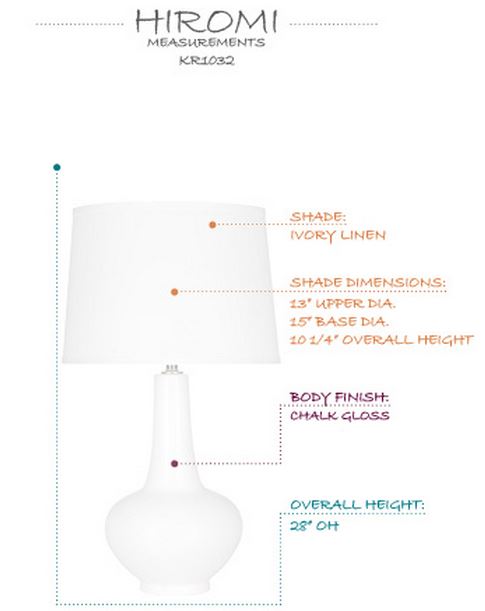 HIROMI
MEASUREMENTS
KR1032
SHADE:
IVORY LINEN
SHADE DIMENSIONS:
13" UPPER DIA.
15" BASE DIA.
10 1/4" OVERALL HEIGHT
BODY FINISH:
CHALK GLOSS
OVERALL HEIGHT:
28" OH